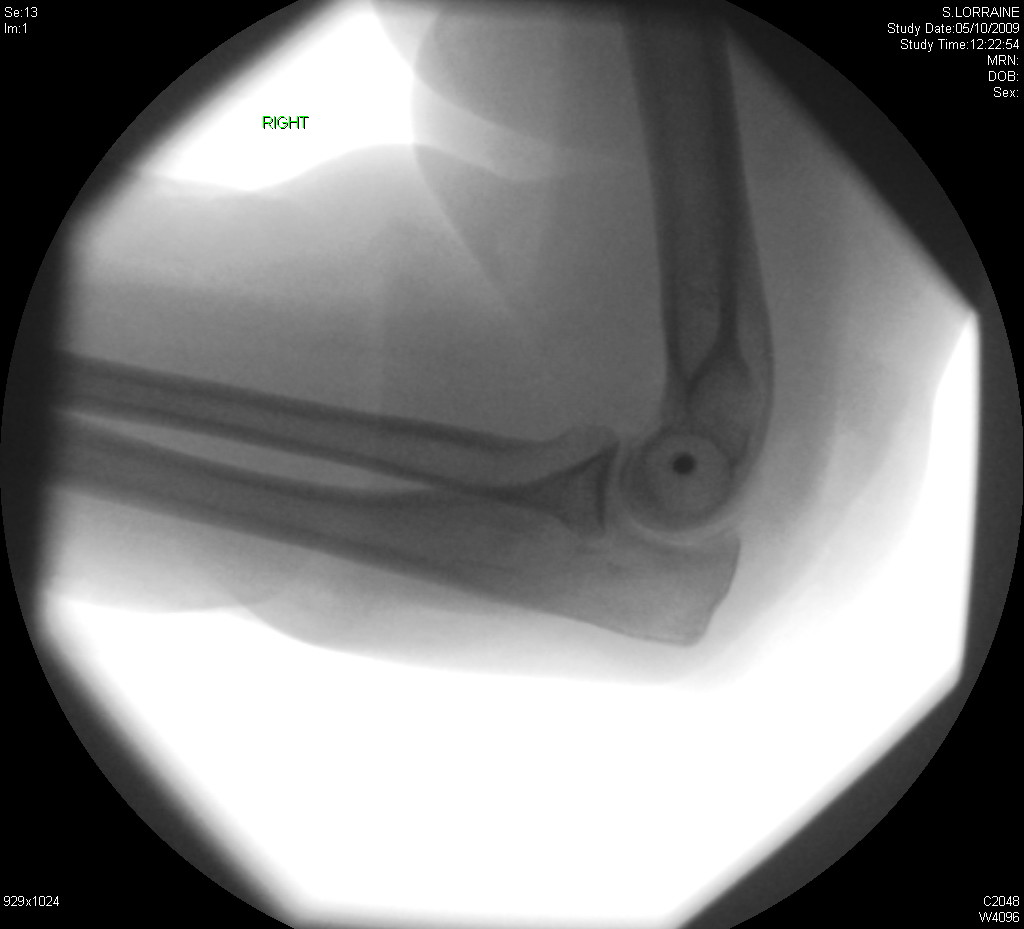 Se:13
Im:1
S.LORRAINE
Study Date:05/10/2009
Study Time:12:22:54
MRN:
DOB:
Sex:
RIGHT
929x1024
C2048
W4096